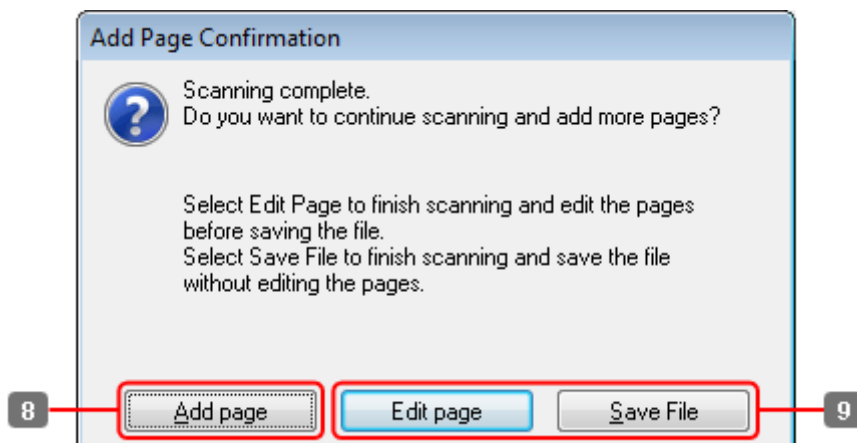 Add Page Confirmation
Scanning complete.
Do you want to continue scanning and add more pages?
Select Edit Page to finish scanning and edit the pages
before saving the file.
Select Save File to finish scanning and save the file
without editing the pages.
8 Add page Edit page Save File 9